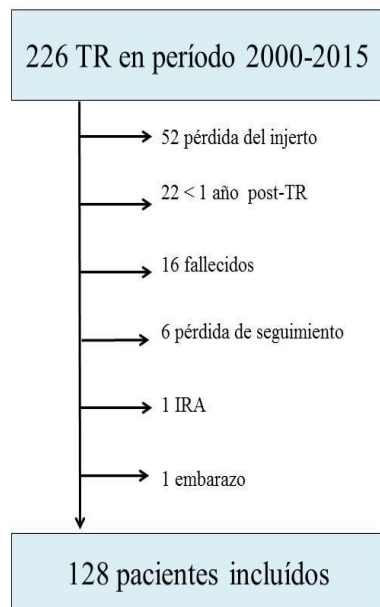 226 TR en período 2000-2015
52 pérdida del injerto
22 < 1 año post-TR
16 fallecidos
6 pérdida de seguimiento
1 IRA
1 embarazo
128 pacientes incluídos